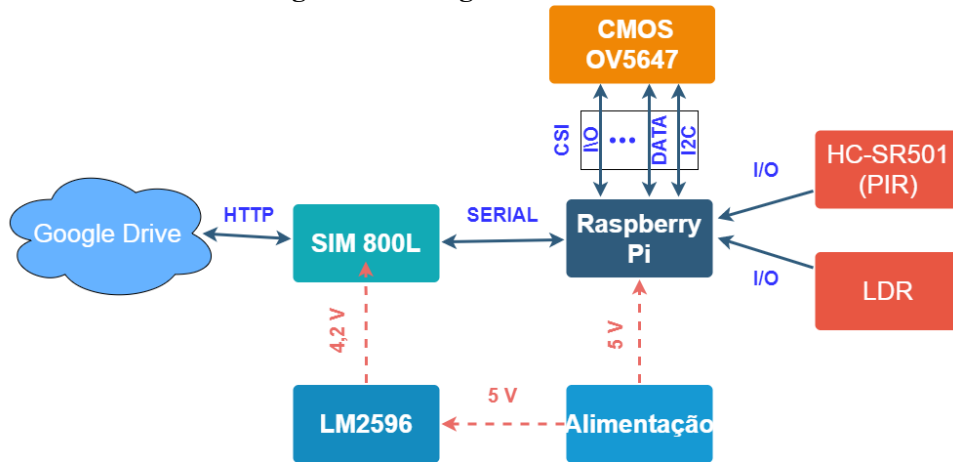 CMOS
OV5647
CSI
I\O
...
DATA
I2C
HC-SR501
(PIR)
I/O
Google Drive
HTTP
SIM 800L
SERIAL
Raspberry
Pi
I/O
LDR
4,2 V
5 V
LM2596
5 V
Alimentação